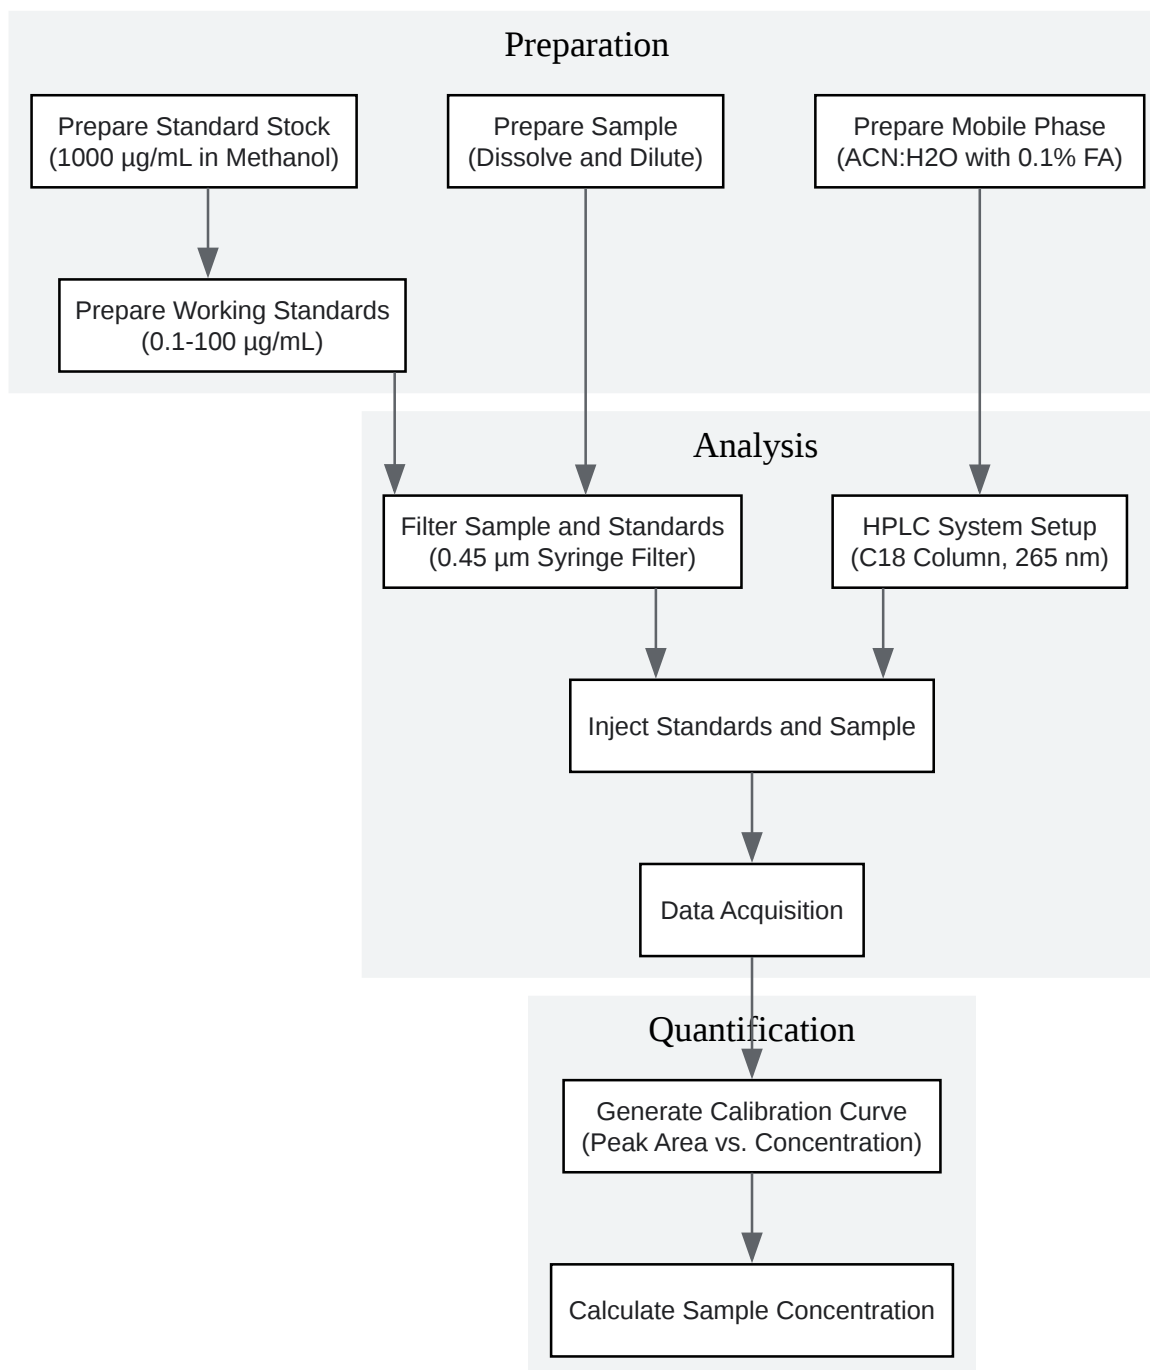 Preparation
Prepare Standard Stock
(1000 µg/mL in Methanol)
Prepare Sample
(Dissolve and Dilute)
Prepare Mobile Phase
(ACN:H2O with 0.1% FA)
Prepare Working Standards
(0.1-100 µg/mL)
Analysis
Filter Sample and Standards
(0.45 µm Syringe Filter)
HPLC System Setup
(C18 Column, 265 nm)
Inject Standards and Sample
Data Acquisition
Quantification
Generate Calibration Curve
(Peak Area vs. Concentration)
Calculate Sample Concentration